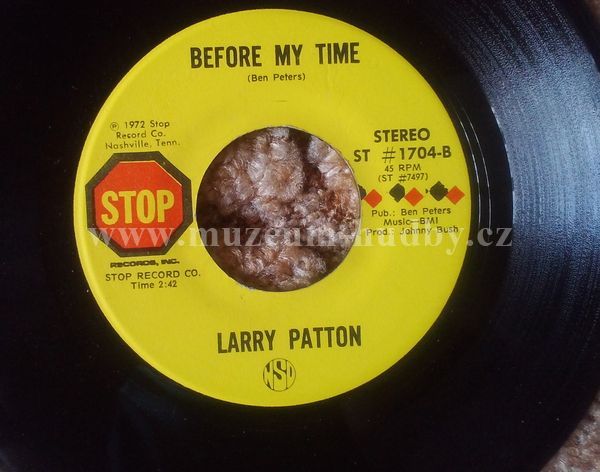 BEFORE MY TIME
(Ben Peters)
℗ 1972 Stop
Record Co.
Nashville, Tenn.
STOP
RECORDS, INC.
STOP RECORD CO.
Time 2:42
STEREO
ST #1704-B
45 RPM
(ST #7497)
Pub.: Ben Peters
Music-BMI
Prod.: Johnny Bush
www.muzeumhudby.cz
LARRY PATTON
NSD